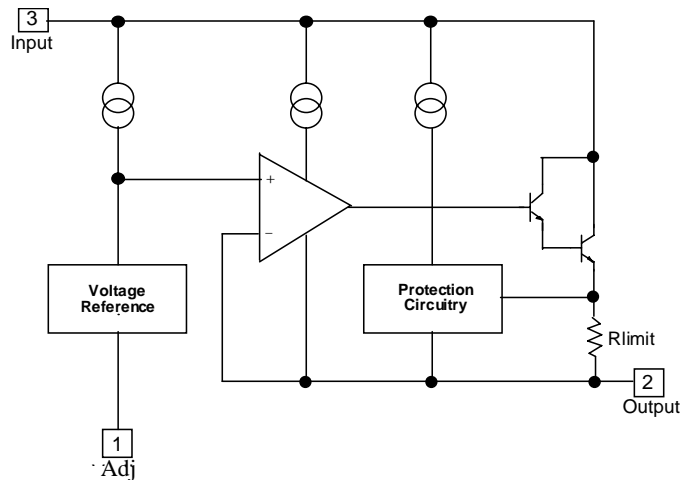 3
Input
+
−
Voltage
Reference
Protection
Circuitry
Rlimit
2
Output
1
Adj